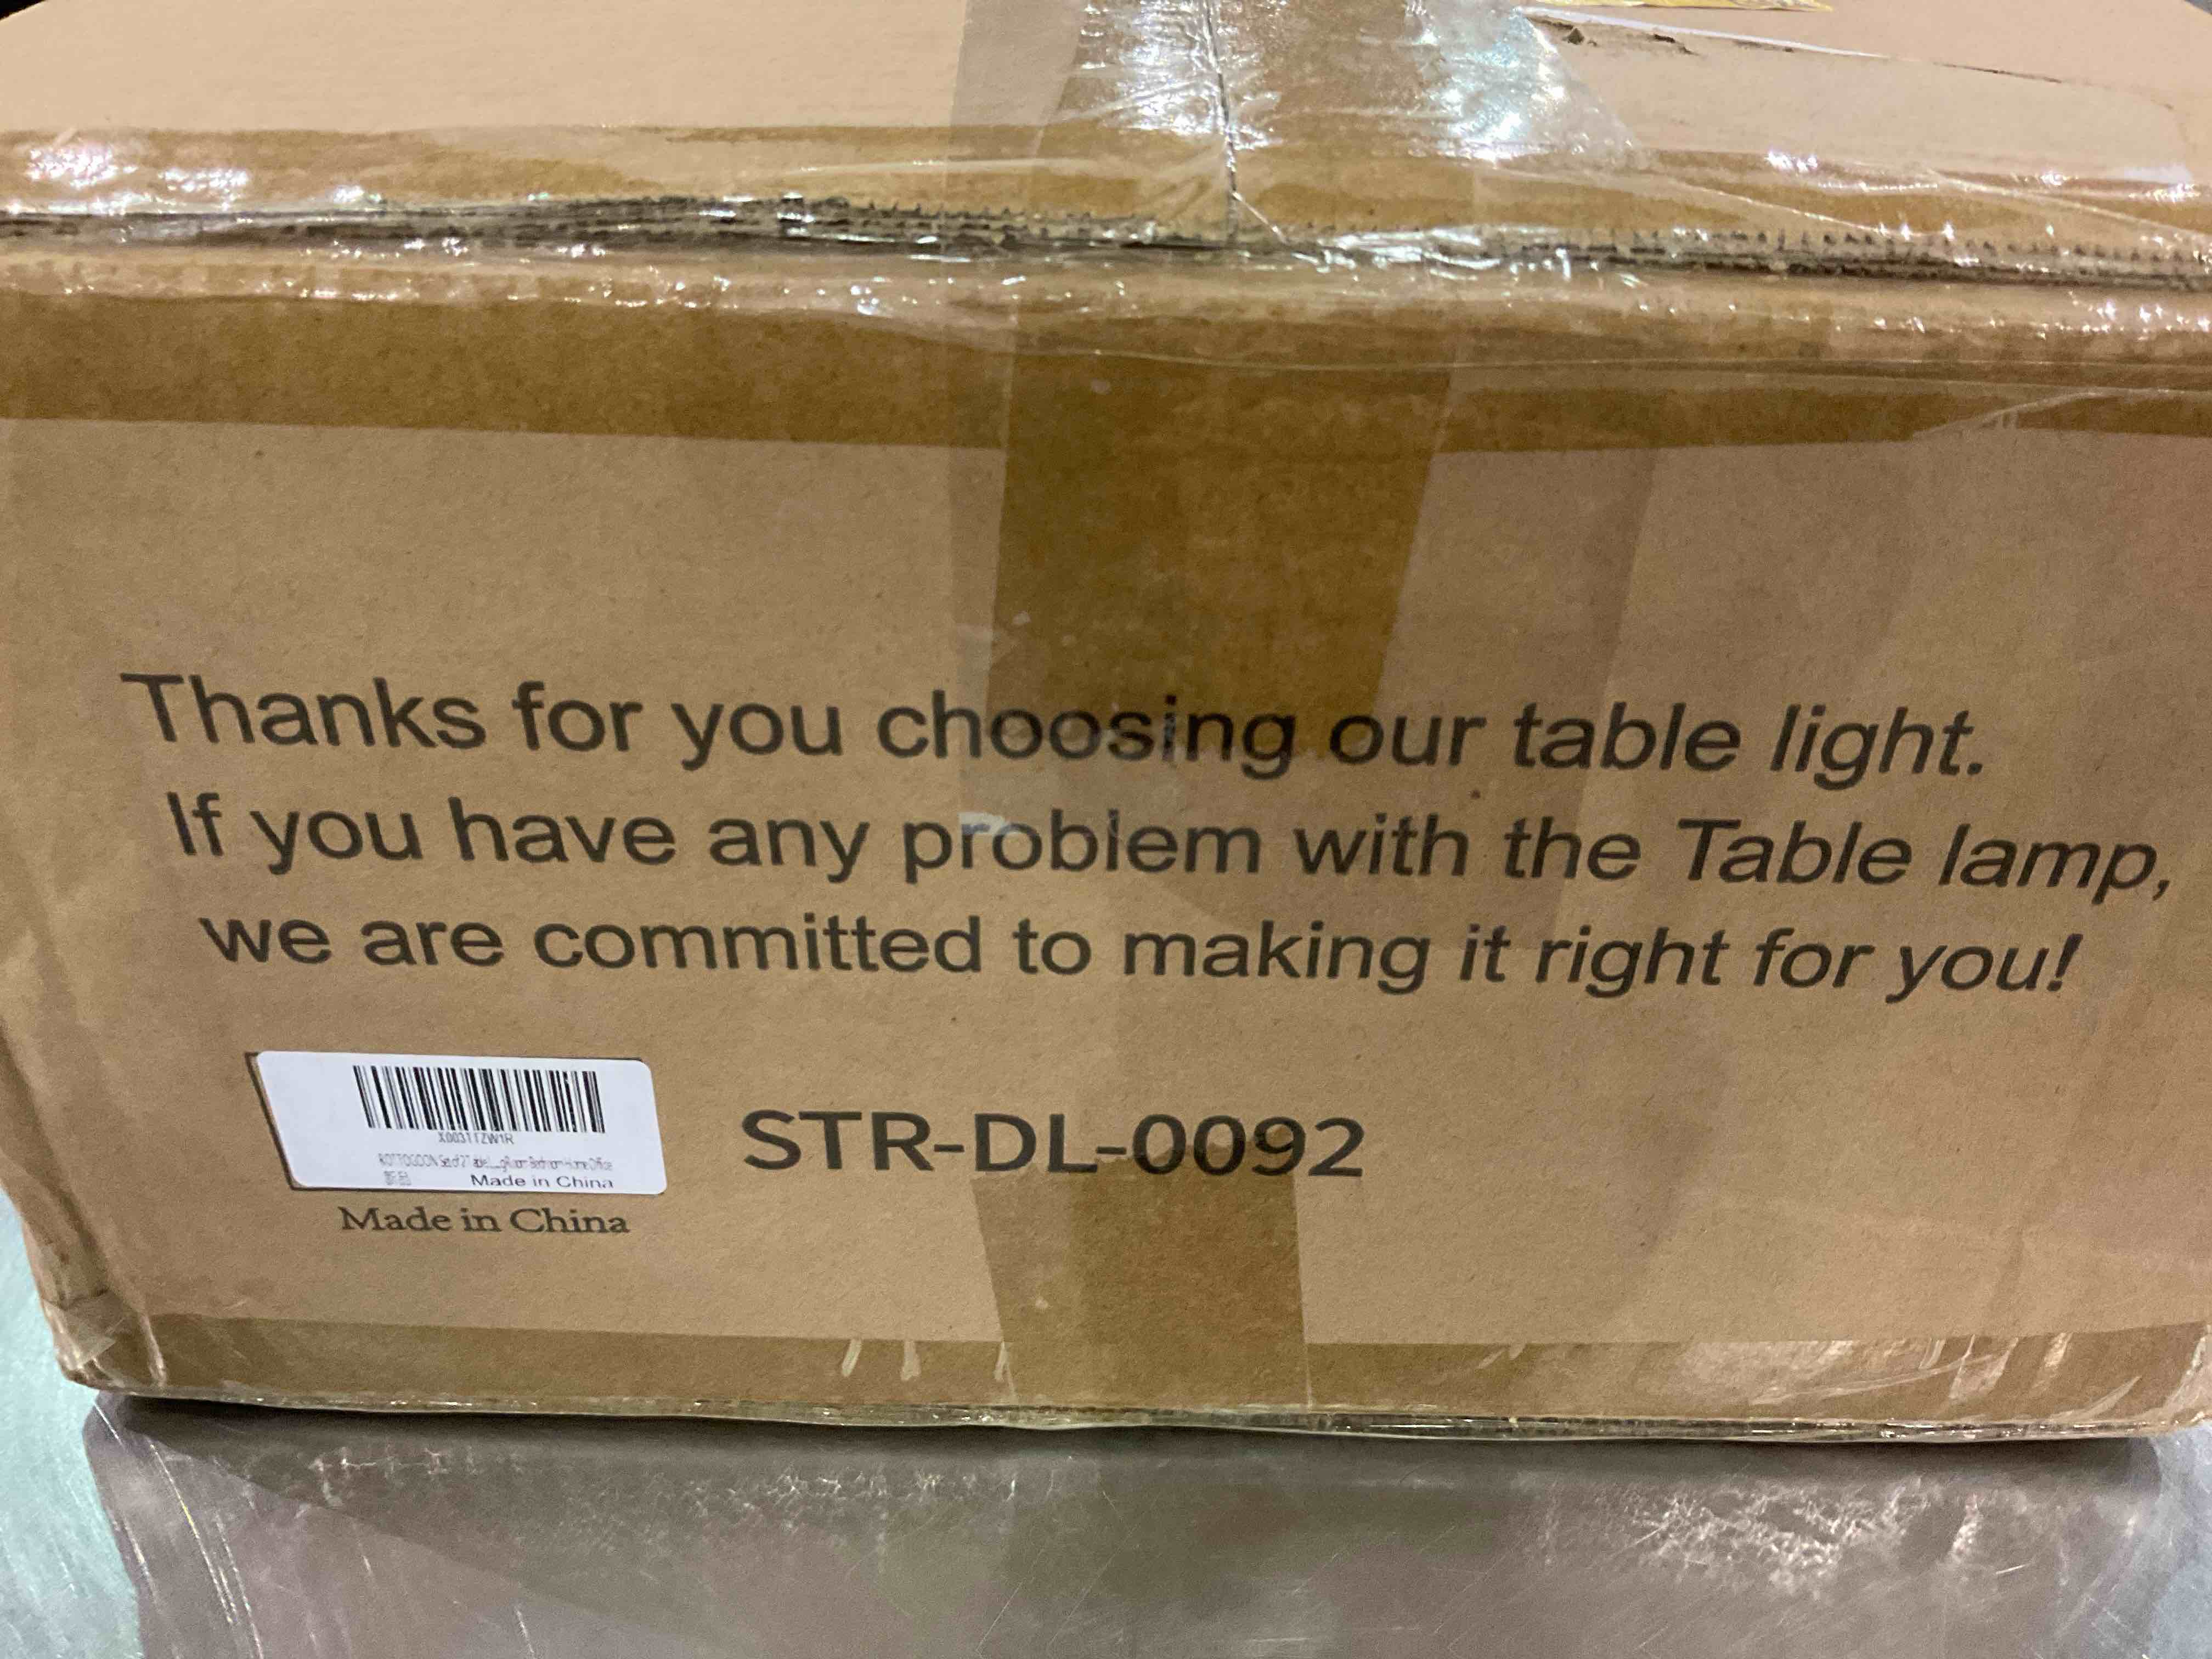 Thanks for you choosing our table light.
If you have any problem with the Table lamp,
we are committed to making it right for you!
STR-DL-0092
Made in China
Made in China